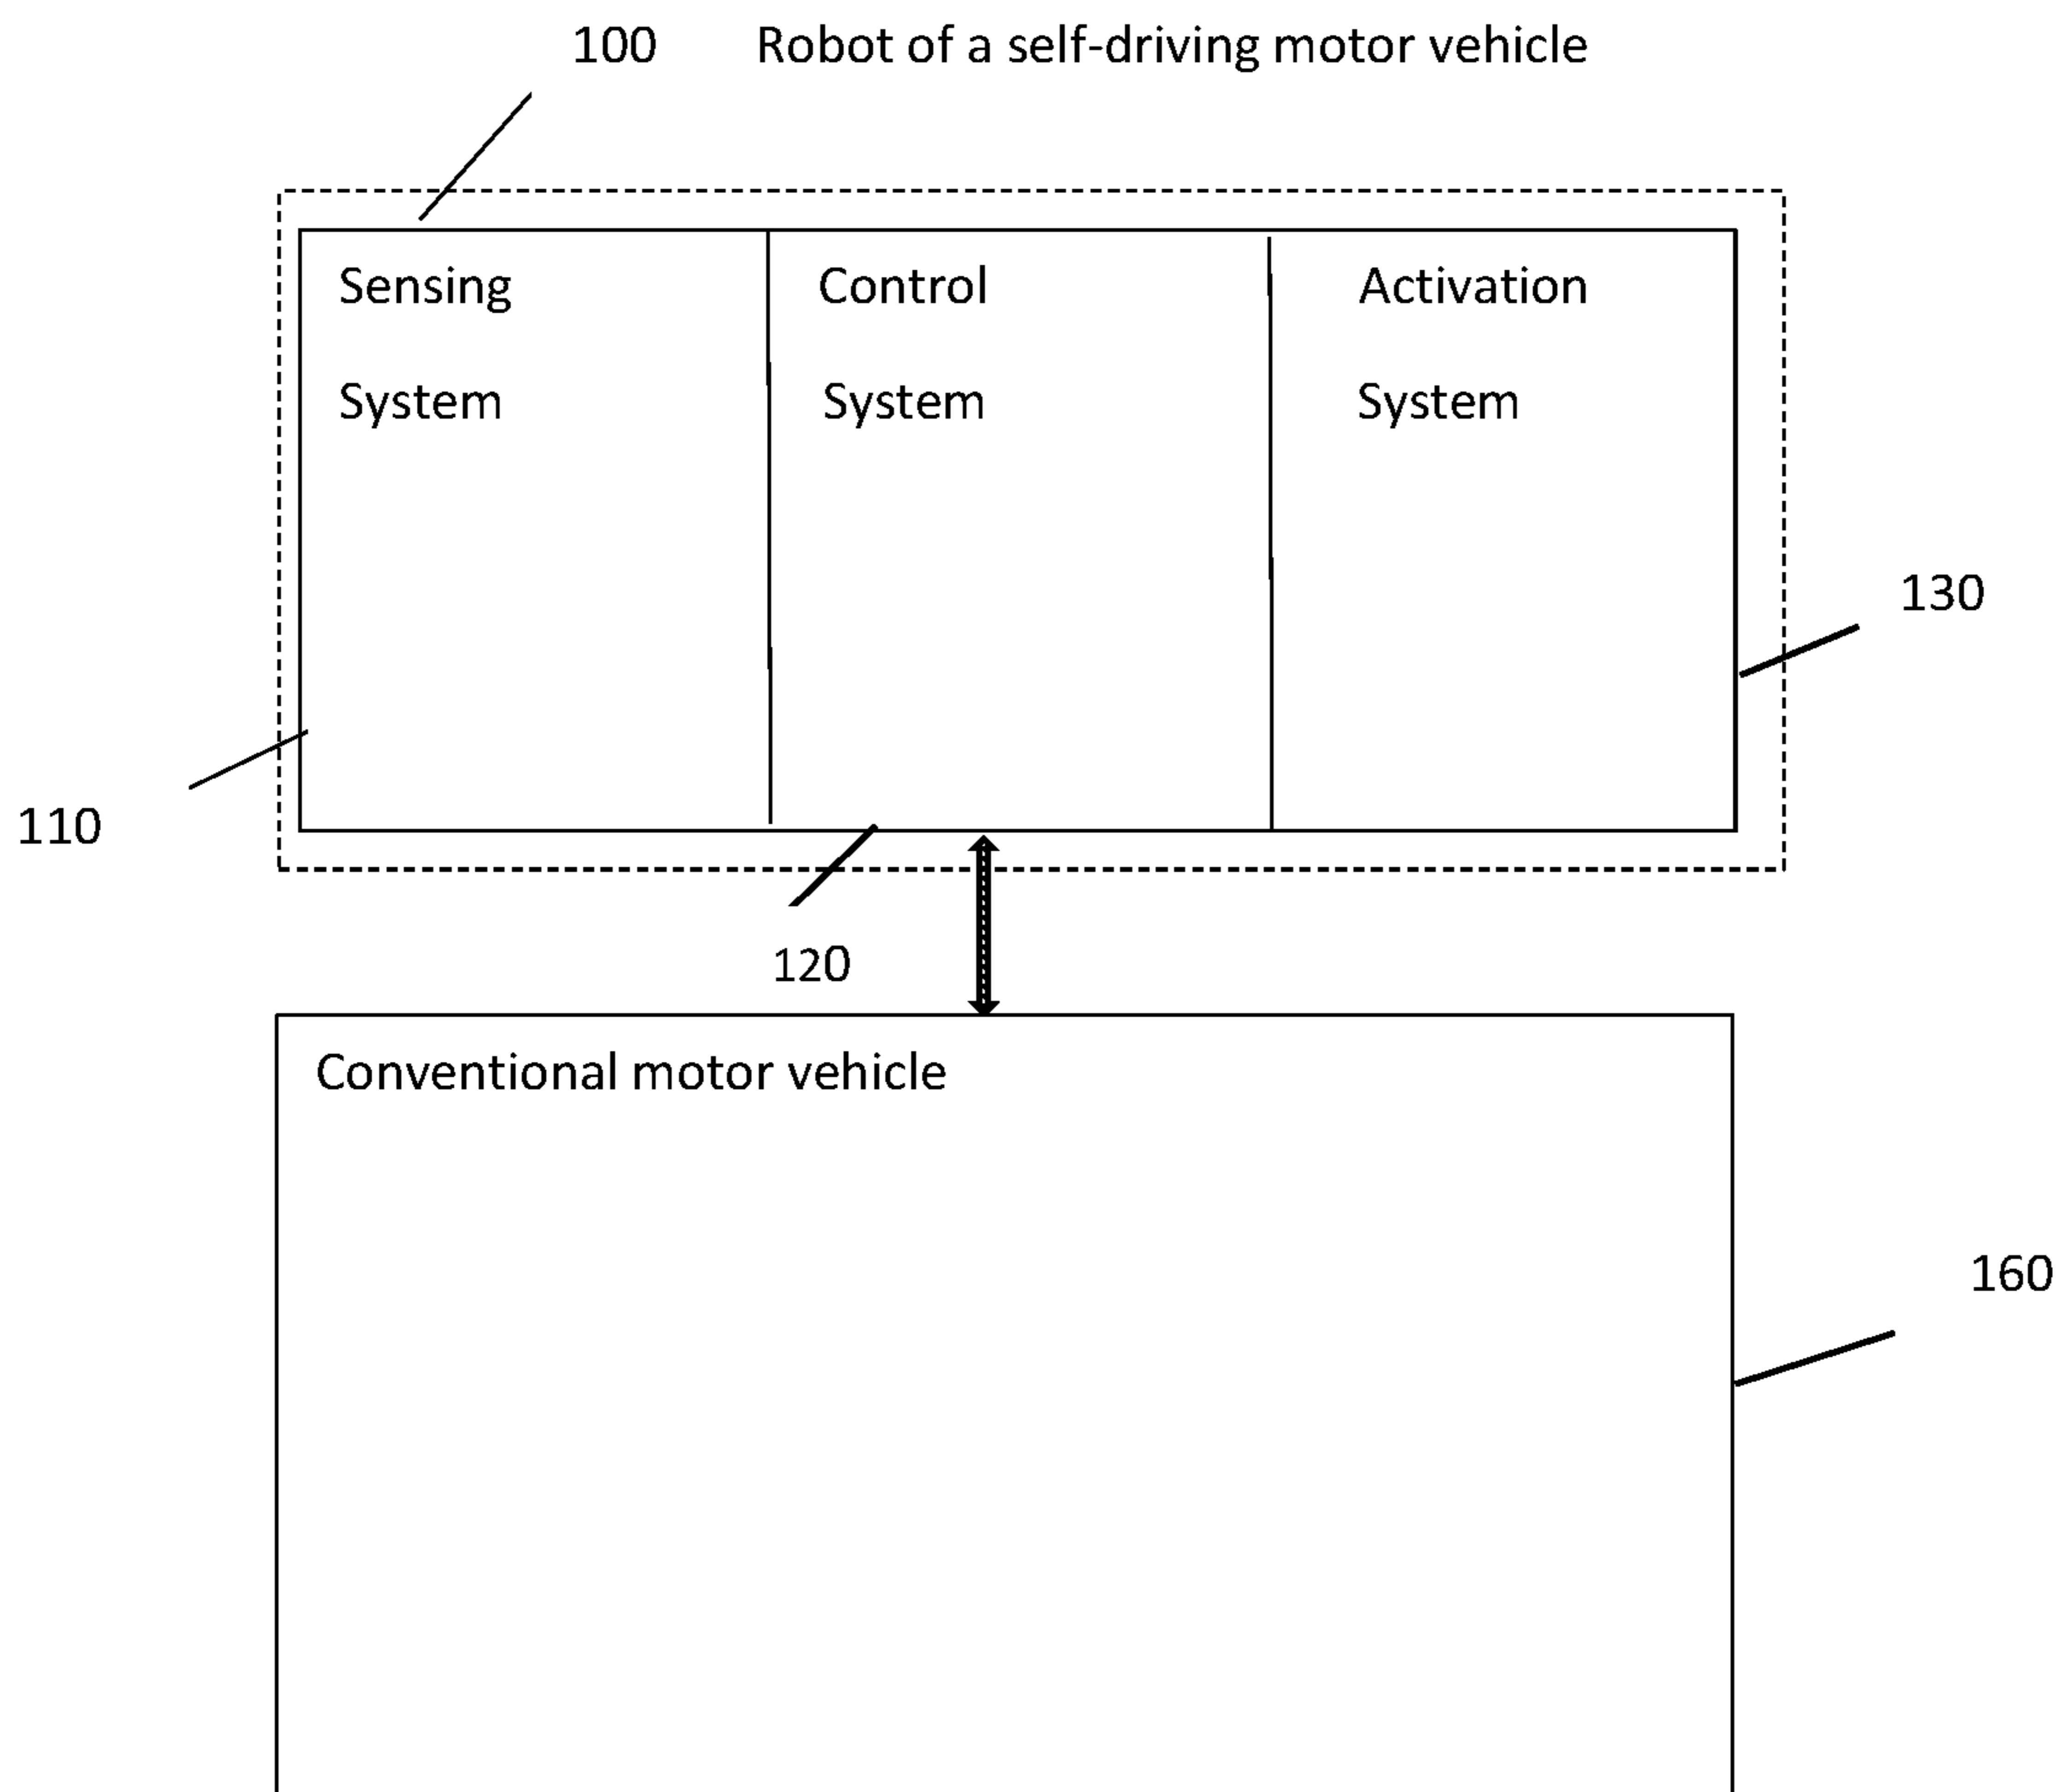 100 Robot of a self-driving motor vehicle
Sensing Control Activation
System System System
130
110
120
Conventional motor vehicle
160